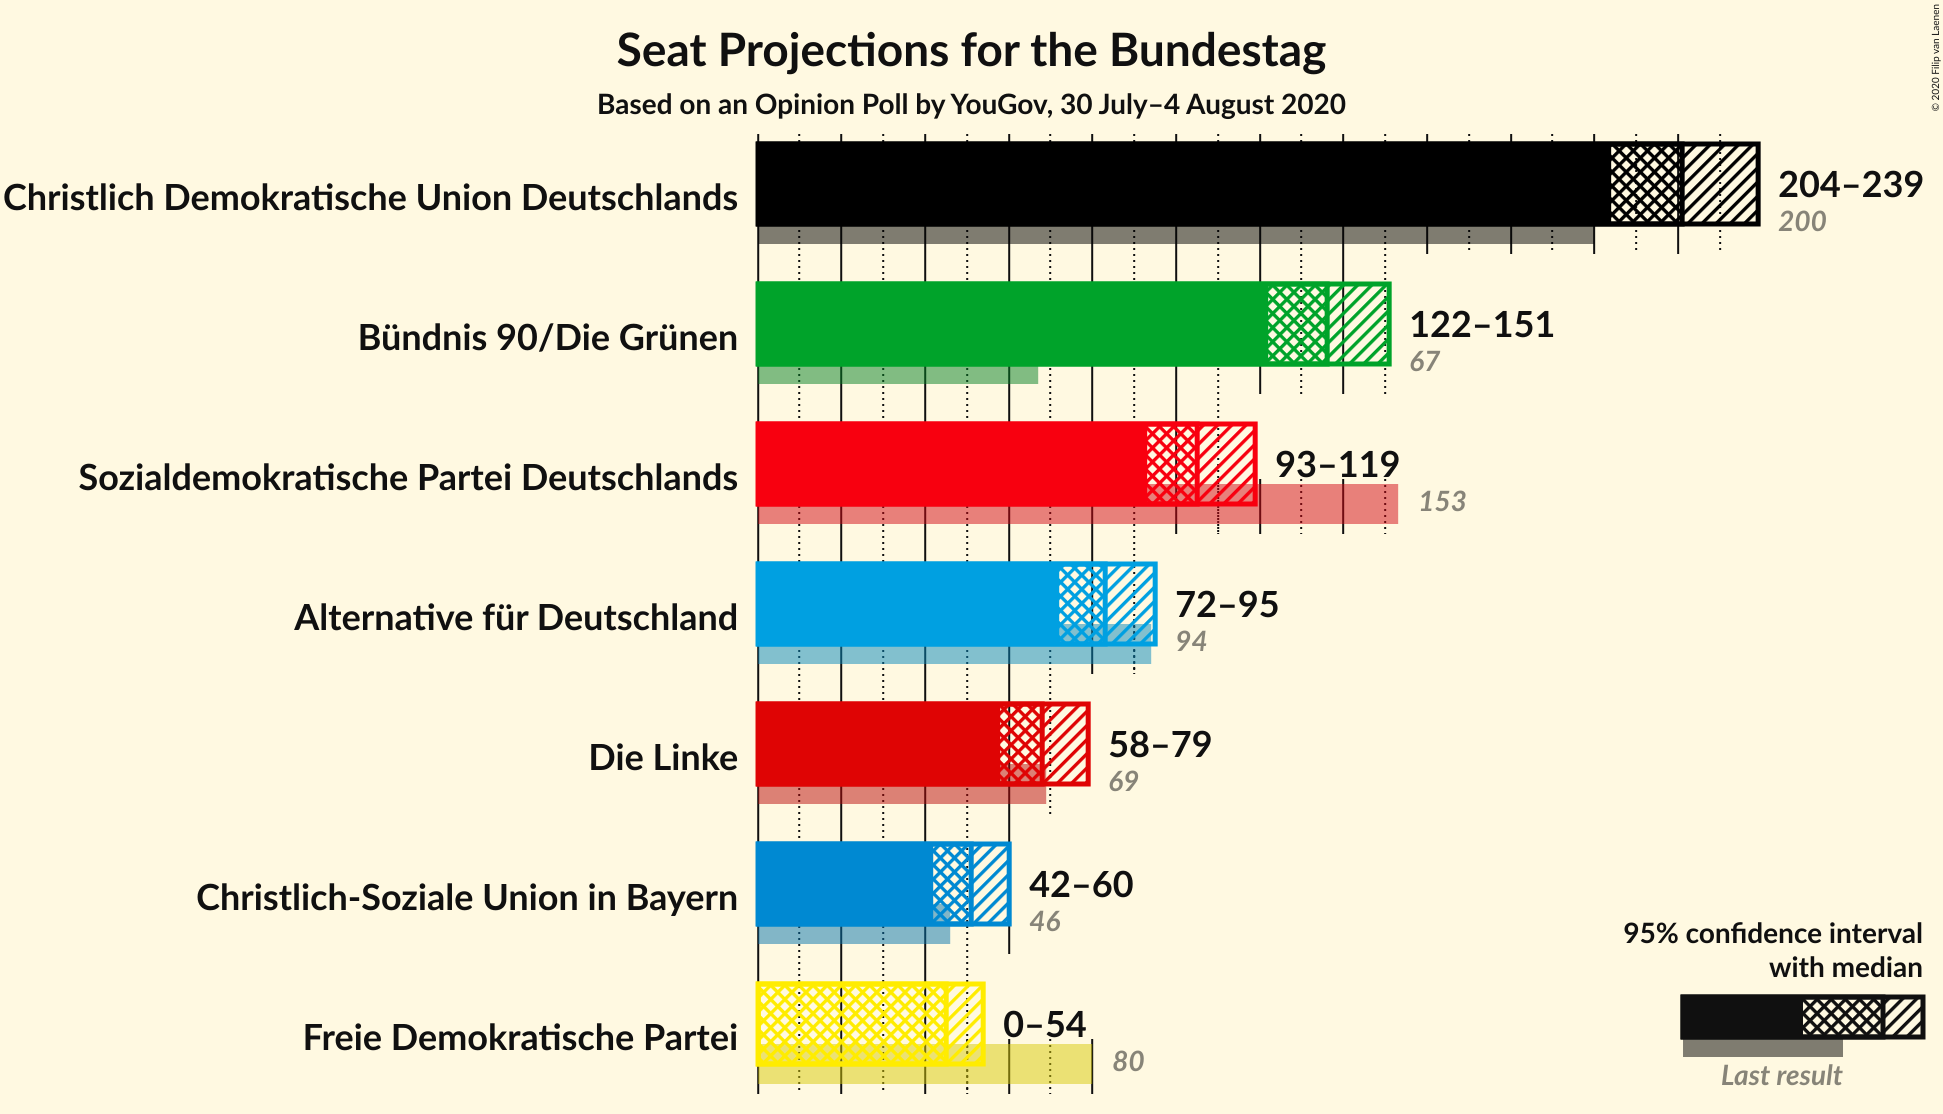 Seat Projections for the Bundestag
Based on an Opinion Poll by YouGov, 30 July–4 August 2020
© 2020 Filip van Laenen
Christlich Demokratische Union Deutschlands
204–239
200
Bündnis 90/Die Grünen
122–151
67
Sozialdemokratische Partei Deutschlands
93–119
153
Alternative für Deutschland
72–95
94
Die Linke
58–79
69
Christlich-Soziale Union in Bayern
42–60
46
Freie Demokratische Partei
0–54
80
95% confidence interval
with median
Last result